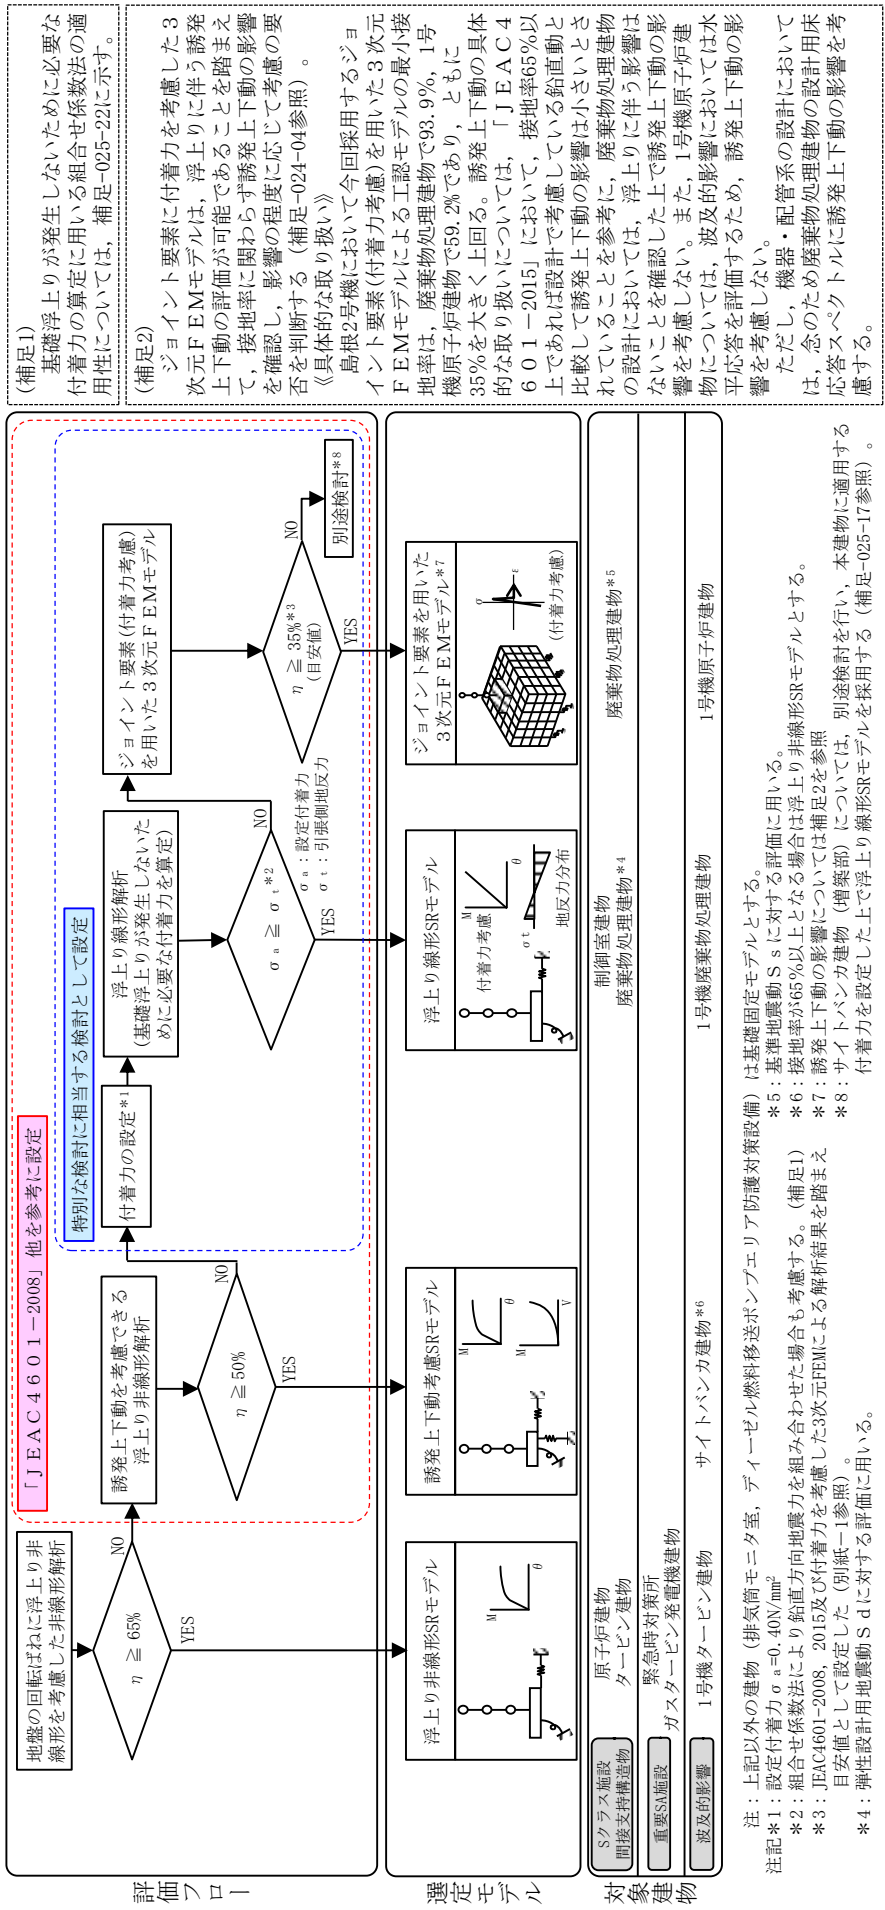 評価フロー
地盤の回転ばねに浮上り非
線形を考慮した非線形解析
η ≧ 65%
NO
YES
「ＪＥＡＣ４６０１－2008」他を参考に設定
誘発上下動を考慮できる
浮上り非線形解析
η ≧ 50%
NO
YES
特別な検討に相当する検討として設定
付着力の設定*1
浮上り線形解析
(基礎浮上りが発生しないた
めに必要な付着力を算定)
σa ≧ σt*2
NO
YES
σa：設定付着力
σt：引張側地反力
ジョイント要素(付着力考慮)
を用いた３次元ＦＥＭモデル
η ≧ 35%*3
(目安値)
NO
YES
別途検討*8
選定モデル
浮上り非線形SRモデル
M
θ
誘発上下動考慮SRモデル
M
θ
M
V
浮上り線形SRモデル
付着力考慮
M
θ
σt
地反力分布
ジョイント要素を用いた
３次元ＦＥＭモデル*7
σ
ε
(付着力考慮)
対象建物
Sクラス施設
間接支持構造物
原子炉建物
タービン建物
制御室建物
廃棄物処理建物*4
廃棄物処理建物*5
重要SA施設
緊急時対策所
ガスタービン発電機建物
波及的影響
1号機タービン建物
サイトバンカ建物*6
1号機廃棄物処理建物
1号機原子炉建物
注：上記以外の建物（排気筒モニタ室，ディーゼル燃料移送ポンプエリア防護対策設備）は基礎固定モデルとする。
注記*1：設定付着力σa=0.40N/mm²
*2：組合せ係数法により鉛直方向地震力を組み合わせた場合も考慮する。(補足1)
*3：JEAC4601-2008, 2015及び付着力を考慮した3次元FEMによる解析結果を踏まえ
目安値として設定した（別紙－1参照）。
*4：弾性設計用地震動Ｓｄに対する評価に用いる。
*5：基準地震動Ｓｓに対する評価に用いる。
*6：接地率が65%以上となる場合は浮上り非線形SRモデルとする。
*7：誘発上下動の影響については補足2を参照
*8：サイトバンカ建物（増築部）については，別途検討を行い，本建物に適用する
付着力を設定した上で浮上り線形SRモデルを採用する（補足-025-17参照）。
(補足1)
基礎浮上りが発生しないために必要な
付着力の算定に用いる組合せ係数法の適
用性については，補足-025-22に示す。
(補足2)
ジョイント要素に付着力を考慮した３
次元ＦＥＭモデルは，浮上りに伴う誘発
上下動の評価が可能であることを踏まえ
て，接地率に関わらず誘発上下動の影響
を確認し，影響の程度に応じて考慮の要
否を判断する（補足-024-04参照）。
《具体的な取り扱い》
島根2号機において今回採用するジョ
イント要素(付着力考慮)を用いた３次元
ＦＥＭモデルによる工認モデルの最小接
地率は，廃棄物処理建物で93.9%，1号
機原子炉建物で59.2%であり，ともに
35%を大きく上回る。誘発上下動の具体
的な取り扱いについては，「ＪＥＡＣ４
６０１－2015」において，接地率65%以
上であれば設計で考慮している鉛直動と
比較して誘発上下動の影響は小さいとさ
れていることを参考に，廃棄物処理建物
の設計においては，浮上りに伴う影響は
ないことを確認した上で誘発上下動の影
響を考慮しない。また，1号機原子炉建
物については，波及的影響においては水
平応答を評価するため，誘発上下動の影
響を考慮しない。
ただし，機器・配管系の設計において
は，念のため廃棄物処理建物の設計用床
応答スペクトルに誘発上下動の影響を考
慮する。